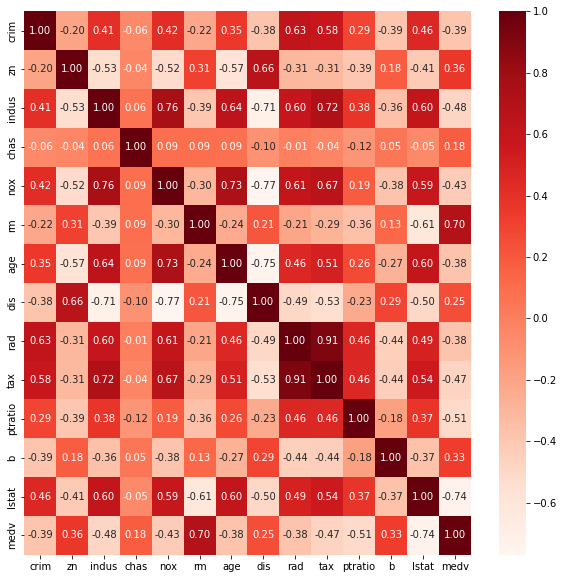 crim 1.00 -0.20 0.41 -0.06 0.42 -0.22 0.35 -0.38 0.63 0.58 0.29 -0.39 0.46 -0.39
zn -0.20 1.00 -0.53 -0.04 -0.52 0.31 -0.57 0.66 -0.31 -0.31 -0.39 0.18 -0.41 0.36
indus 0.41 -0.53 1.00 0.06 0.76 -0.39 0.64 -0.71 0.60 0.72 0.38 -0.36 0.60 -0.48
chas -0.06 -0.04 0.06 1.00 0.09 0.09 0.09 -0.10 -0.01 -0.04 -0.12 0.05 -0.05 0.18
nox 0.42 -0.52 0.76 0.09 1.00 -0.30 0.73 -0.77 0.61 0.67 0.19 -0.38 0.59 -0.43
rm -0.22 0.31 -0.39 0.09 -0.30 1.00 -0.24 0.21 -0.21 -0.29 -0.36 0.13 -0.61 0.70
age 0.35 -0.57 0.64 0.09 0.73 -0.24 1.00 -0.75 0.46 0.51 0.26 -0.27 0.60 -0.38
dis -0.38 0.66 -0.71 -0.10 -0.77 0.21 -0.75 1.00 -0.49 -0.53 -0.23 0.29 -0.50 0.25
rad 0.63 -0.31 0.60 -0.01 0.61 -0.21 0.46 -0.49 1.00 0.91 0.46 -0.44 0.49 -0.38
tax 0.58 -0.31 0.72 -0.04 0.67 -0.29 0.51 -0.53 0.91 1.00 0.46 -0.44 0.54 -0.47
ptratio 0.29 -0.39 0.38 -0.12 0.19 -0.36 0.26 -0.23 0.46 0.46 1.00 -0.18 0.37 -0.51
b -0.39 0.18 -0.36 0.05 -0.38 0.13 -0.27 0.29 -0.44 -0.44 -0.18 1.00 -0.37 0.33
lstat 0.46 -0.41 0.60 -0.05 0.59 -0.61 0.60 -0.50 0.49 0.54 0.37 -0.37 1.00 -0.74
medv -0.39 0.36 -0.48 0.18 -0.43 0.70 -0.38 0.25 -0.38 -0.47 -0.51 0.33 -0.74 1.00
crim zn indus chas nox rm age dis rad tax ptratio b lstat medv
1.0
0.8
0.6
0.4
0.2
0.0
−0.2
−0.4
−0.6